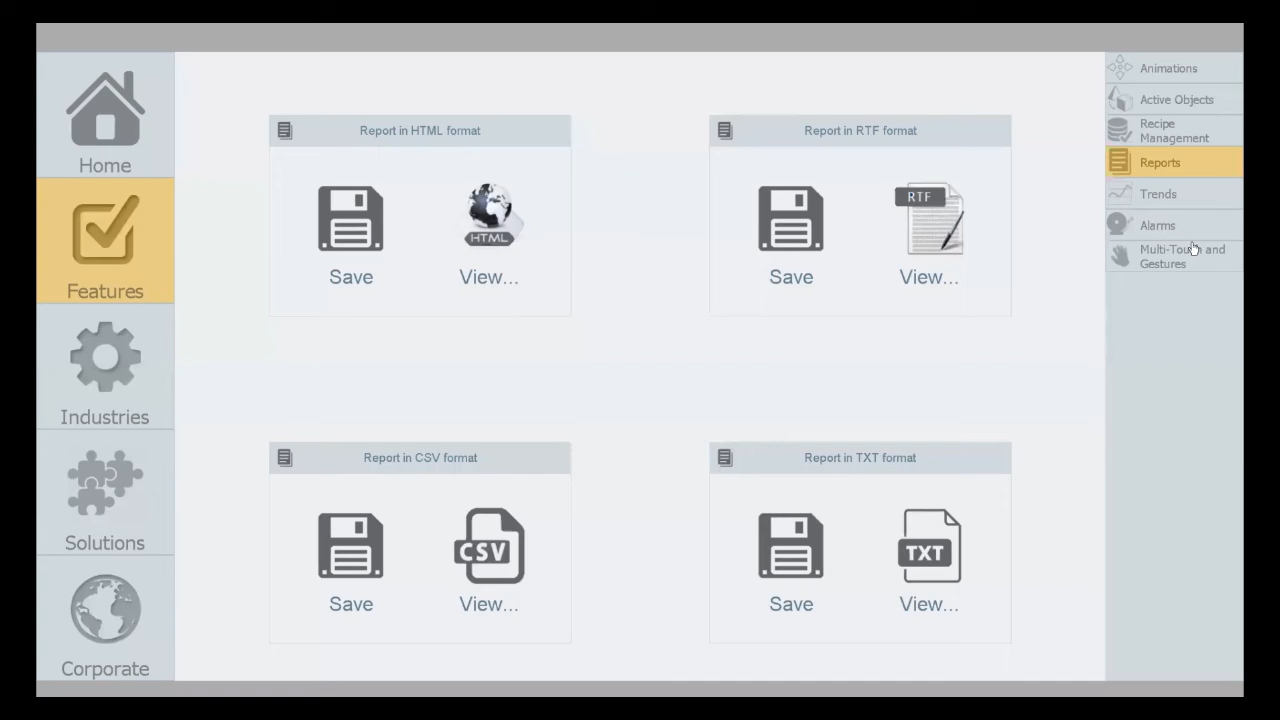 Home
Features
Industries
Solutions
Corporate
Report in HTML format
HTML
Save
View...
Report in RTF format
RTF
Save
View...
Report in CSV format
CSV
Save
View...
Report in TXT format
TXT
Save
View...
Animations
Active Objects
Recipe
Management
Reports
Trends
Alarms
Multi-Touch and
Gestures